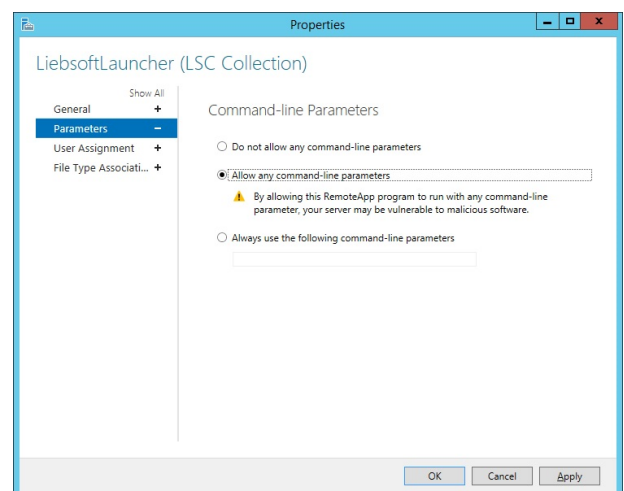 Properties
LiebsoftLauncher (LSC Collection)
Show All
General +
Parameters −
User Assignment +
File Type Associati... +
Command-line Parameters
Do not allow any command-line parameters
Allow any command-line parameters
By allowing this RemoteApp program to run with any command-line
parameter, your server may be vulnerable to malicious software.
Always use the following command-line parameters
OK Cancel Apply